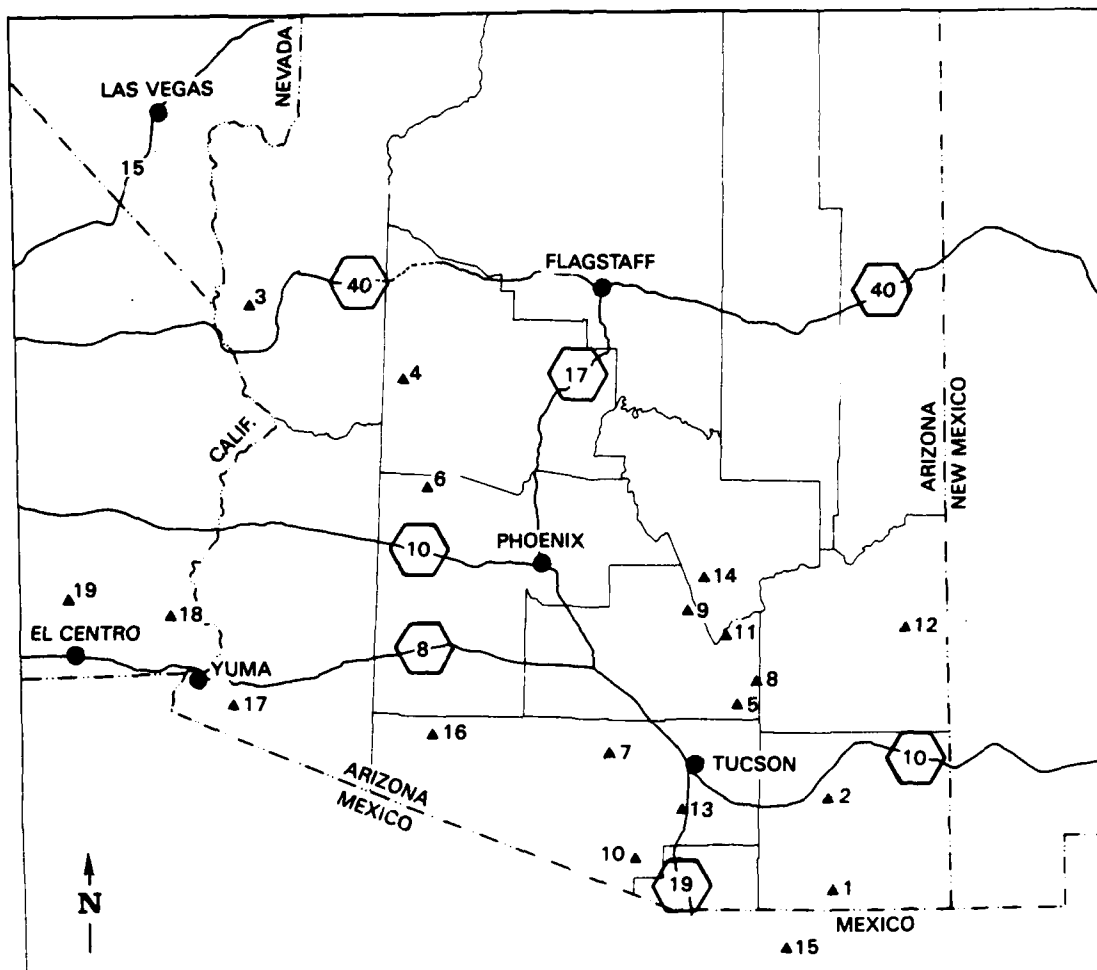 NEVADA
LAS VEGAS
15
FLAGSTAFF
40
40
3
17
4
CALIF.
ARIZONA
NEW MEXICO
6
10
PHOENIX
14
19
18
9
11
12
EL CENTRO
8
YUMA
8
17
5
16
7
TUCSON
10
ARIZONA
MEXICO
13
2
10
19
1
N
MEXICO
15